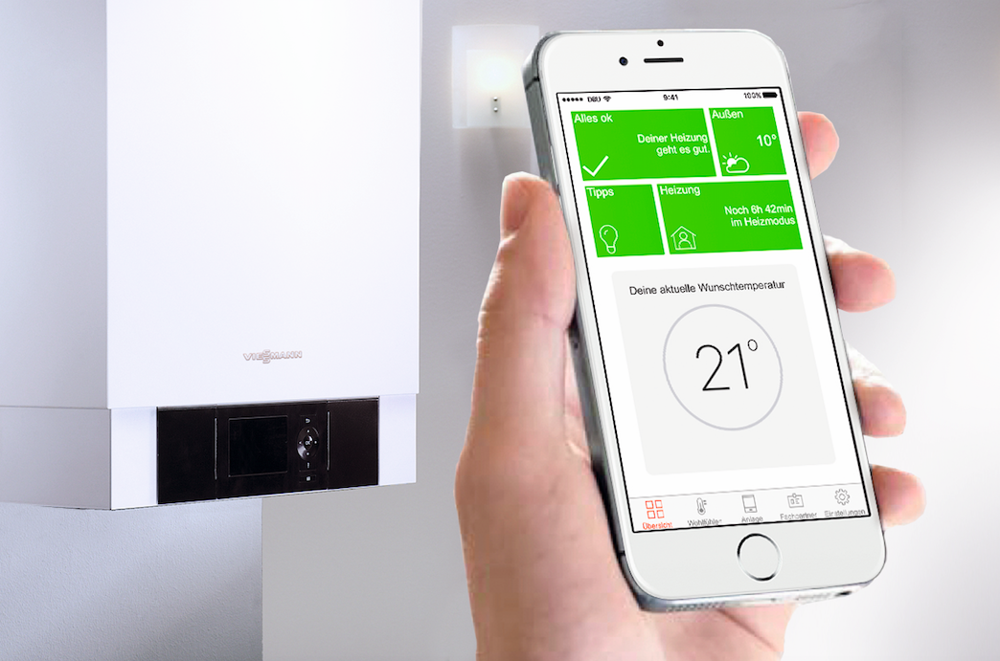 VIESMANN
DBU
9:41
100%
Alles ok
Deiner Heizung
geht es gut.
Außen
10°
Tipps
Heizung
Noch 6h 42min
im Heizmodus
Deine aktuelle Wunschtemperatur
21°
Übersicht
Wohlfühlen
Anlage
Fachpartner
Einstellungen